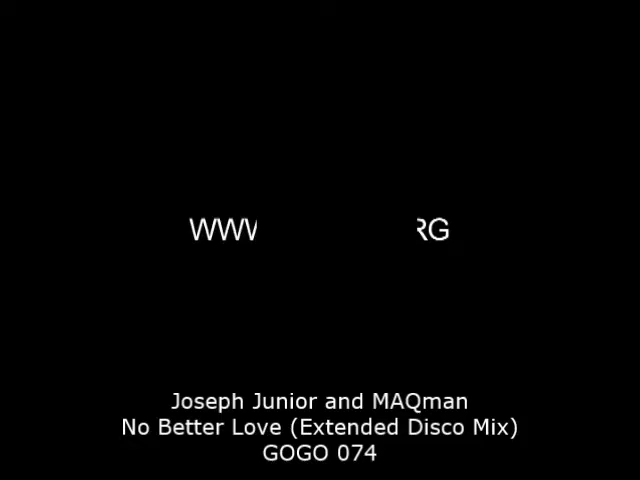 Joseph Junior and MAQman
No Better Love (Extended Disco Mix)
GOGO 074